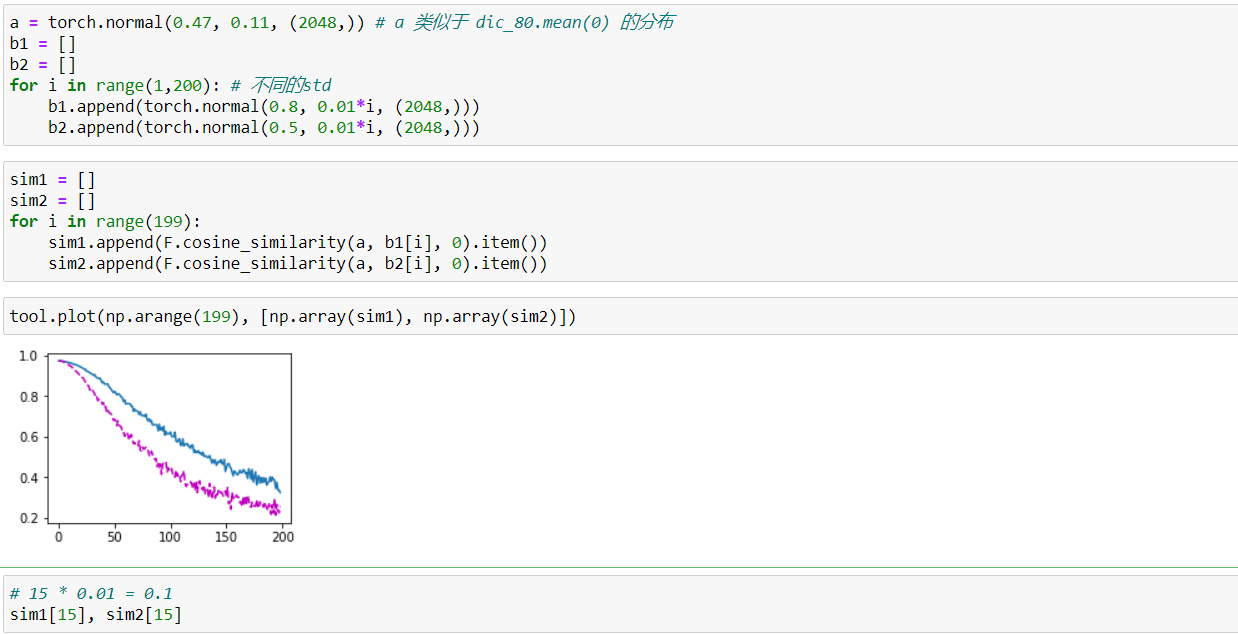 a = torch.normal(0.47, 0.11, (2048,)) # a 类似于 dic_80.mean(0) 的分布
b1 = []
b2 = []
for i in range(1,200): # 不同的std
    b1.append(torch.normal(0.8, 0.01*i, (2048,)))
    b2.append(torch.normal(0.5, 0.01*i, (2048,)))
sim1 = []
sim2 = []
for i in range(199):
    sim1.append(F.cosine_similarity(a, b1[i], 0).item())
    sim2.append(F.cosine_similarity(a, b2[i], 0).item())
tool.plot(np.arange(199), [np.array(sim1), np.array(sim2)])
1.0
0.8
0.6
0.4
0.2
0 50 100 150 200
# 15 * 0.01 = 0.1
sim1[15], sim2[15]